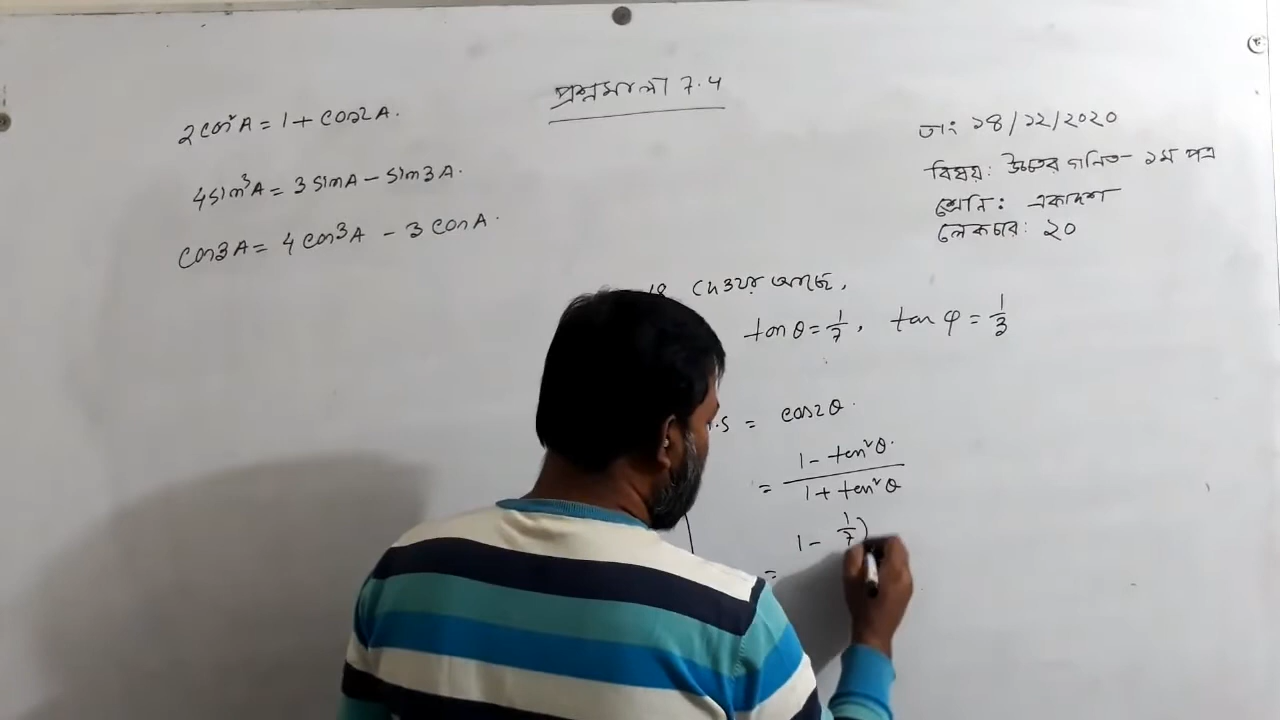 প্রশ্নমালা 7.4
2cos²A = 1 + cos2A.
4sin³A = 3 sinA - sin3A.
cos3A = 4cos³A - 3 cosA.
তাং ১৪/১২/২০২০
বিষয়: উচ্চতর গনিত- ১ম পত্র
শ্রেনি: একাদশ
লেকচার: ২০
দেওয়া আছে,
tanθ = 1/7, tan φ = 1/3
.S = cos2θ.
= (1 - tan²θ)/(1 + tan²θ)
= 1 - 1/7)